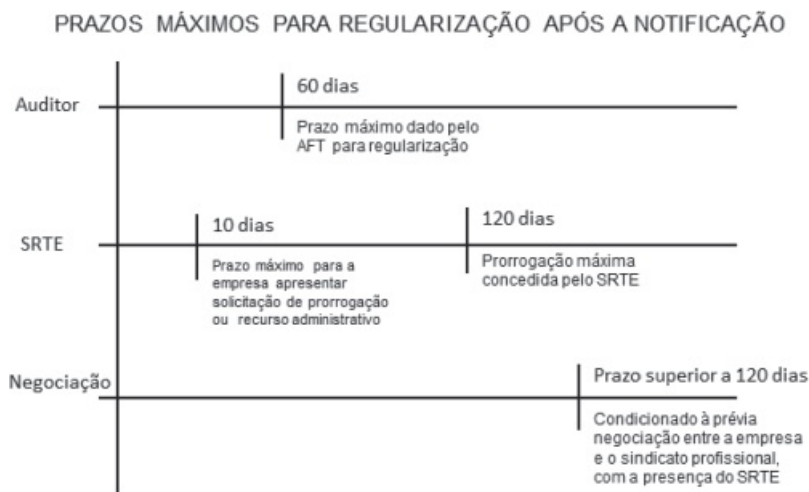 PRAZOS MÁXIMOS PARA REGULARIZAÇÃO APÓS A NOTIFICAÇÃO
Auditor
60 dias
Prazo máximo dado pelo
AFT para regularização
SRTE
10 dias
Prazo máximo para a
empresa apresentar
solicitação de prorrogação
ou recurso administrativo
120 dias
Prorrogação máxima
concedida pelo SRTE
Negociação
Prazo superior a 120 dias
Condicionado à prévia
negociação entre a empresa
e o sindicato profissional,
com a presença do SRTE